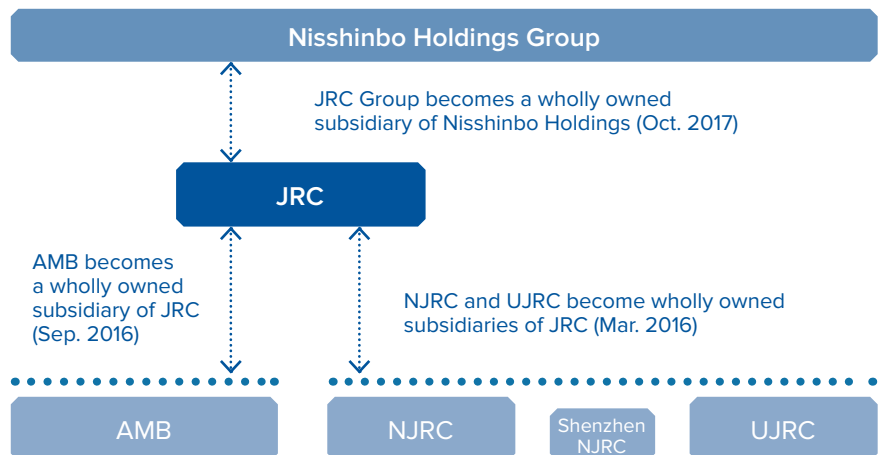 Nisshinbo Holdings Group
JRC Group becomes a wholly owned
subsidiary of Nisshinbo Holdings (Oct. 2017)
JRC
AMB becomes
a wholly owned
subsidiary of JRC
(Sep. 2016)
NJRC and UJRC become wholly owned
subsidiaries of JRC (Mar. 2016)
AMB
NJRC
Shenzhen
NJRC
UJRC